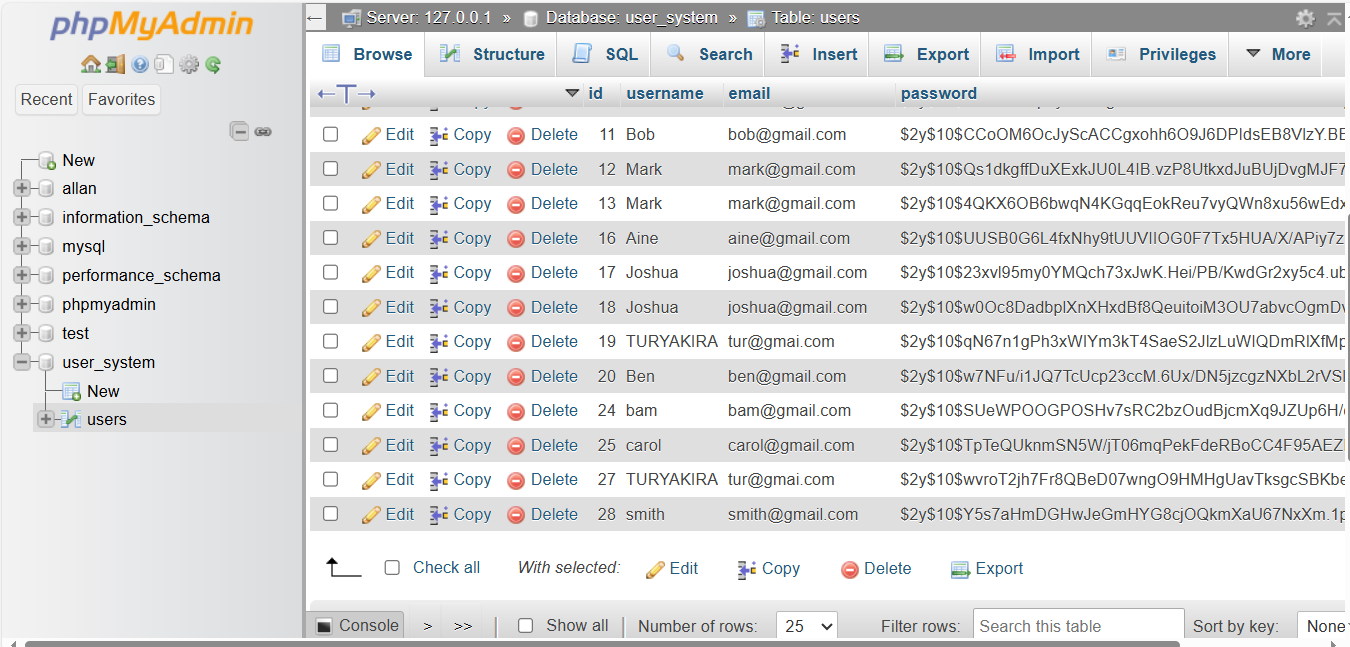 phpMyAdmin
Recent Favorites
New
allan
information_schema
mysql
performance_schema
phpmyadmin
test
user_system
New
users
Server: 127.0.0.1 » Database: user_system » Table: users
Browse Structure SQL Search Insert Export Import Privileges More
id username email password
Edit Copy Delete 11 Bob bob@gmail.com $2y$10$CCoOM6OcJyScACCgxohh6O9J6DPIdsEB8VIzY.BE
Edit Copy Delete 12 Mark mark@gmail.com $2y$10$Qs1dkgffDuXExkJU0L4IB.vzP8UtkxdJuBUjDvgMJF7
Edit Copy Delete 13 Mark mark@gmail.com $2y$10$4QKX6OB6bwqN4KGqqEokReu7vyQWn8xu56wEdx
Edit Copy Delete 16 Aine aine@gmail.com $2y$10$UUSB0G6L4fxNhy9tUUVIIOG0F7Tx5HUA/X/APiy7z
Edit Copy Delete 17 Joshua joshua@gmail.com $2y$10$23xvl95my0YMQch73xJwK.Hei/PB/KwdGr2xy5c4.ub
Edit Copy Delete 18 Joshua joshua@gmail.com $2y$10$w0Oc8DadbplXnXHxdBf8QeuitoiM3OU7abvcOgmDv
Edit Copy Delete 19 TURYAKIRA tur@gmai.com $2y$10$qN67n1gPh3xWlYm3kT4SaeS2JlzLuWlQDmRlXfMp
Edit Copy Delete 20 Ben ben@gmail.com $2y$10$w7NFu/i1JQ7TcUcp23ccM.6Ux/DN5jzcgzNXbL2rVSI
Edit Copy Delete 24 bam bam@gmail.com $2y$10$SUeWPOOGPOSHv7sRC2bzOudBjcmXq9JZUp6H/
Edit Copy Delete 25 carol carol@gmail.com $2y$10$TpTeQUknmSN5W/jT06mqPekFdeRBoCC4F95AEZ
Edit Copy Delete 27 TURYAKIRA tur@gmai.com $2y$10$wvroT2jh7Fr8QBeD07wngO9HMHgUavTksgcSBKbe
Edit Copy Delete 28 smith smith@gmail.com $2y$10$Y5s7aHmDGHwJeGmHYG8cjOQkmXaU67NxXm.1p
Check all With selected: Edit Copy Delete Export
Console > >> Show all Number of rows: 25 Filter rows: Search this table Sort by key: None